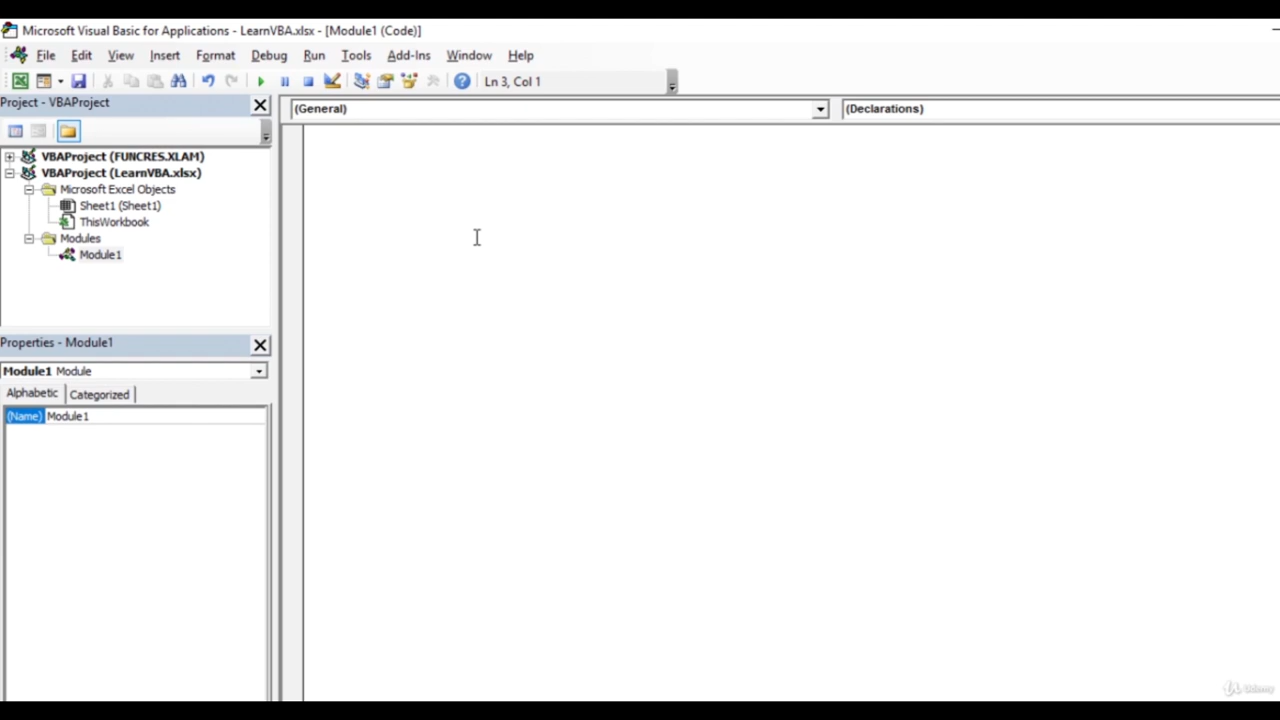 Microsoft Visual Basic for Applications - LearnVBA.xlsx - [Module1 (Code)]
File Edit View Insert Format Debug Run Tools Add-Ins Window Help
Ln 3, Col 1
Project - VBAProject
(General) (Declarations)
VBAProject (FUNCRES.XLAM)
VBAProject (LearnVBA.xlsx)
Microsoft Excel Objects
Sheet1 (Sheet1)
ThisWorkbook
Modules
Module1
Properties - Module1
Module1 Module
Alphabetic Categorized
(Name) Module1
Udemy